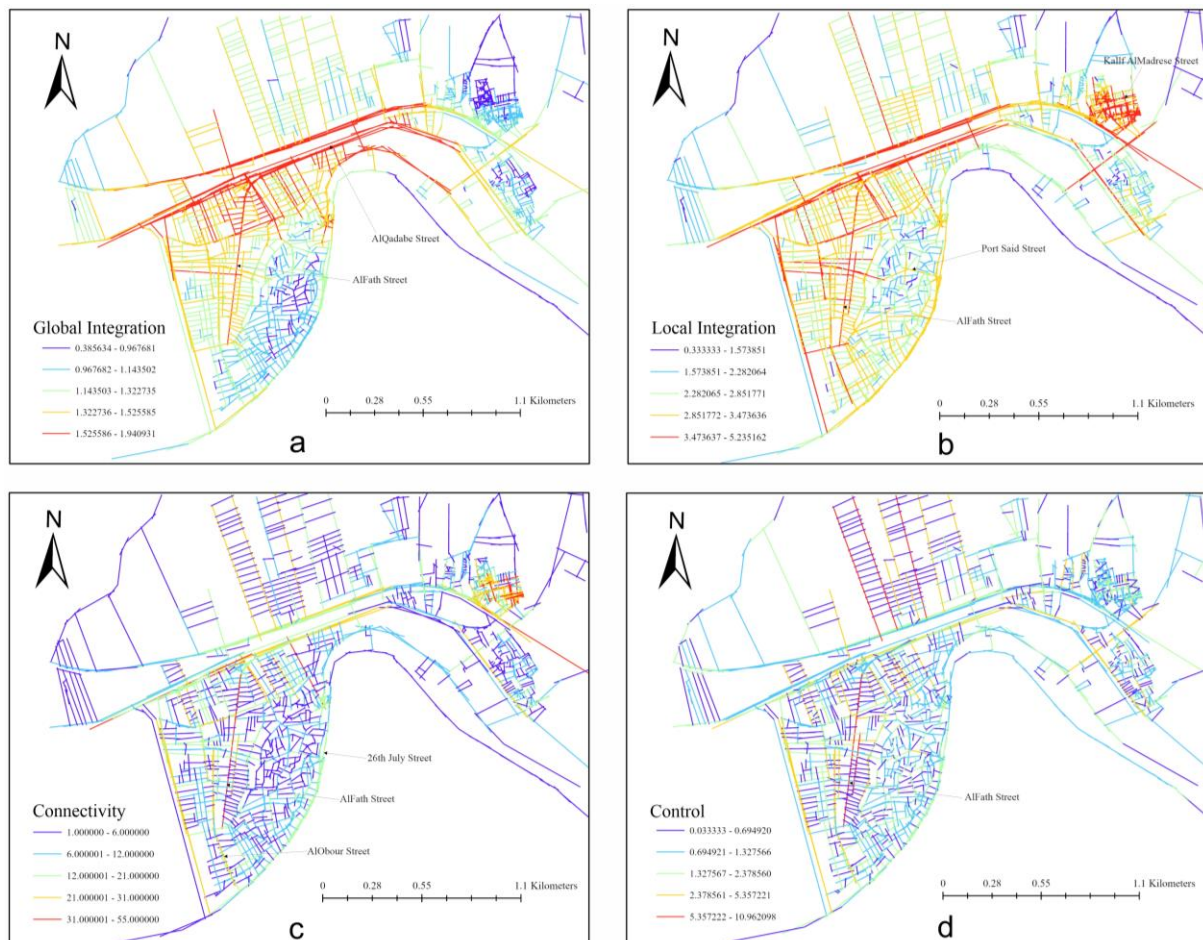 N
AlQadabe Street
AlFath Street
Global Integration
0.385634 - 0.967681
0.967682 - 1.143502
1.143503 - 1.322735
1.322736 - 1.525585
1.525586 - 1.940931
0 0.28 0.55 1.1 Kilometers
a
N
Kalff AlMadrese Street
Port Said Street
AlFath Street
Local Integration
0.333333 - 1.573851
1.573851 - 2.282064
2.282065 - 2.851771
2.851772 - 3.473636
3.473637 - 5.235162
0 0.28 0.55 1.1 Kilometers
b
N
26th July Street
AlFath Street
AlObour Street
Connectivity
1.000000 - 6.000000
6.000001 - 12.000000
12.000001 - 21.000000
21.000001 - 31.000000
31.000001 - 55.000000
0 0.28 0.55 1.1 Kilometers
c
N
AlFath Street
Control
0.033333 - 0.694920
0.694921 - 1.327566
1.327567 - 2.378560
2.378561 - 5.357221
5.357222 - 10.962098
0 0.28 0.55 1.1 Kilometers
d